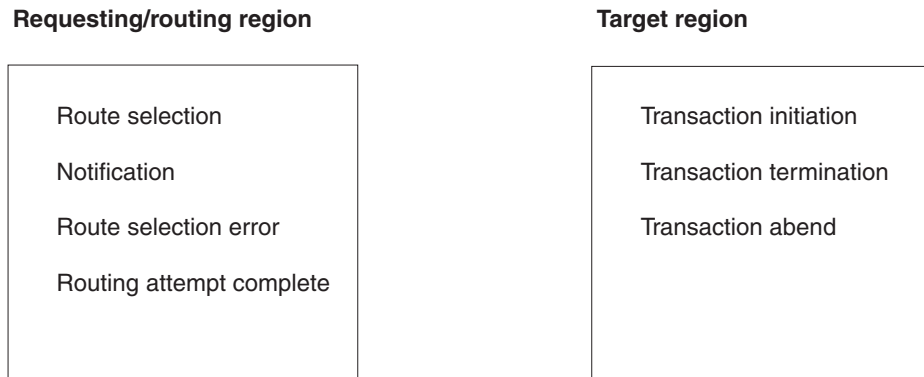 Requesting/routing region
Route selection
Notification
Route selection error
Routing attempt complete
Target region
Transaction initiation
Transaction termination
Transaction abend